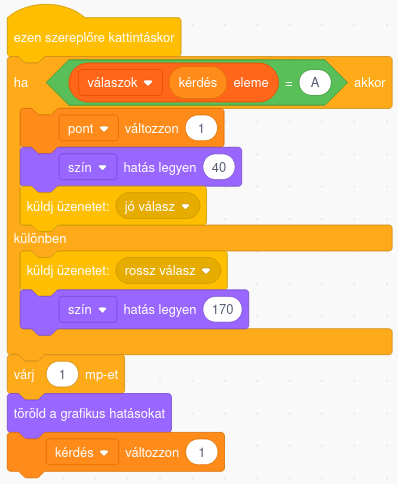 ezen szereplőre kattintáskor
ha válaszok kérdés eleme = A akkor
pont változzon 1
szín hatás legyen 40
küldj üzenetet: jó válasz
különben
küldj üzenetet: rossz válasz
szín hatás legyen 170
várj 1 mp-et
töröld a grafikus hatásokat
kérdés változzon 1